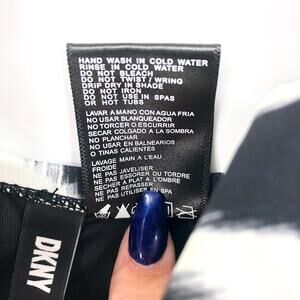 HAND WASH IN COLD WATER
RINSE IN COLD WATER
DO NOT BLEACH
DO NOT TWIST / WRING
DRIP DRY IN SHADE
DO NOT IRON
DO NOT USE IN SPAS
OR HOT TUBS
LAVAR A MANO CON AGUA FRIA
NO USAR BLANQUEADOR
NO TORCER O ESCURRIR
SECAR COLGADO A LA SOMBRA
NO PLANCHAR
NO USAR EN BALNEARIOS
O TINAS CALIENTES
LAVAGE MAIN A L'EAU
FROIDE
NE PAS JAVELISER
NE PAS ESSORER OU TORDRE
SECHER A PLAT A L'OMBRE
NE PAS REPASSER
NE PAS UTILISER EN SPA
DKNY